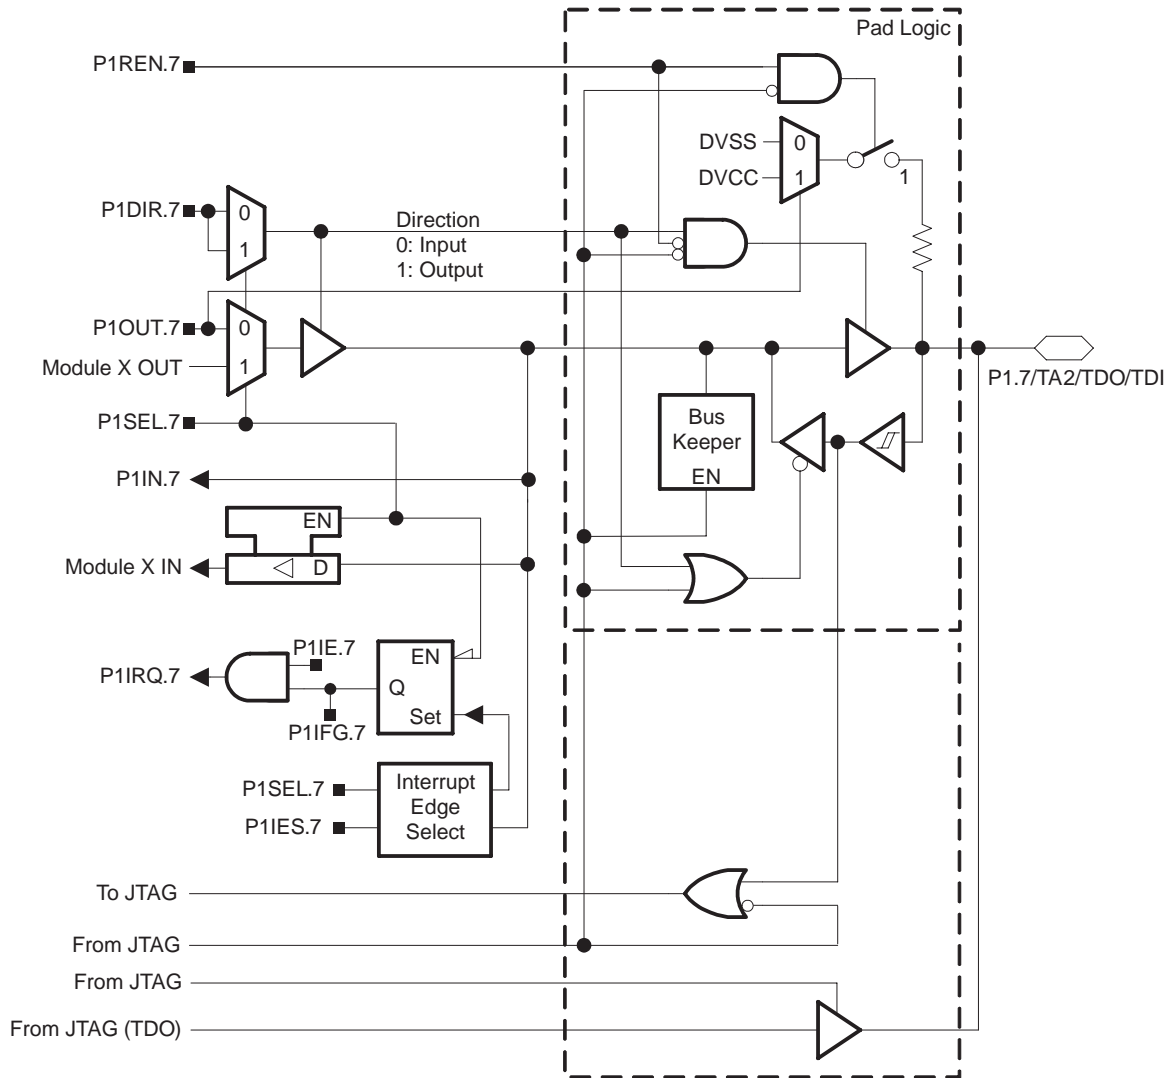 Pad Logic
P1REN.7
DVSS
0
DVCC
1
1
P1DIR.7
0
1
Direction
0: Input
1: Output
P1OUT.7
0
Module X OUT
1
P1.7/TA2/TDO/TDI
P1SEL.7
Bus
Keeper
EN
P1IN.7
EN
Module X IN
D
P1IE.7
EN
P1IRQ.7
Q
Set
P1IFG.7
P1SEL.7
Interrupt
Edge
Select
P1IES.7
To JTAG
From JTAG
From JTAG
From JTAG (TDO)